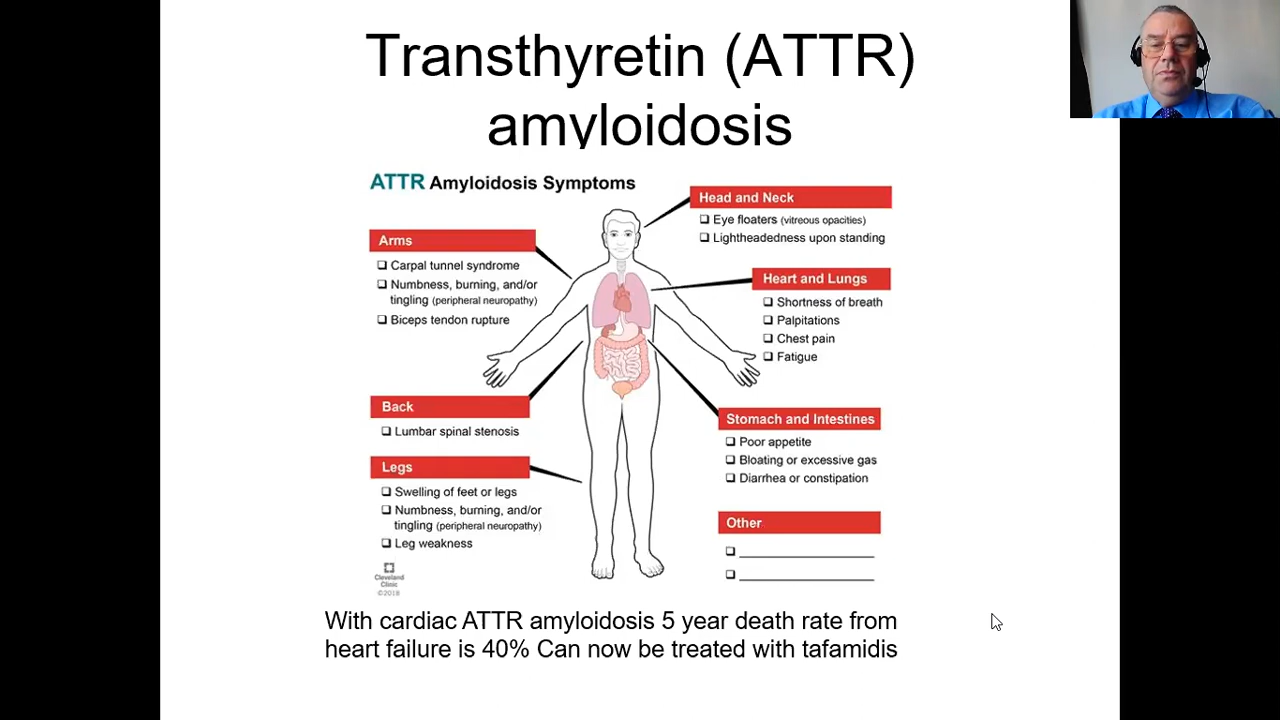 Transthyretin (ATTR)
amyloidosis
ATTR Amyloidosis Symptoms
Head and Neck
Eye floaters (vitreous opacities)
Lightheadedness upon standing
Arms
Carpal tunnel syndrome
Numbness, burning, and/or
tingling (peripheral neuropathy)
Biceps tendon rupture
Heart and Lungs
Shortness of breath
Palpitations
Chest pain
Fatigue
Back
Lumbar spinal stenosis
Stomach and Intestines
Poor appetite
Bloating or excessive gas
Diarrhea or constipation
Legs
Swelling of feet or legs
Numbness, burning, and/or
tingling (peripheral neuropathy)
Leg weakness
Other
Cleveland
Clinic
©2018
With cardiac ATTR amyloidosis 5 year death rate from
heart failure is 40% Can now be treated with tafamidis